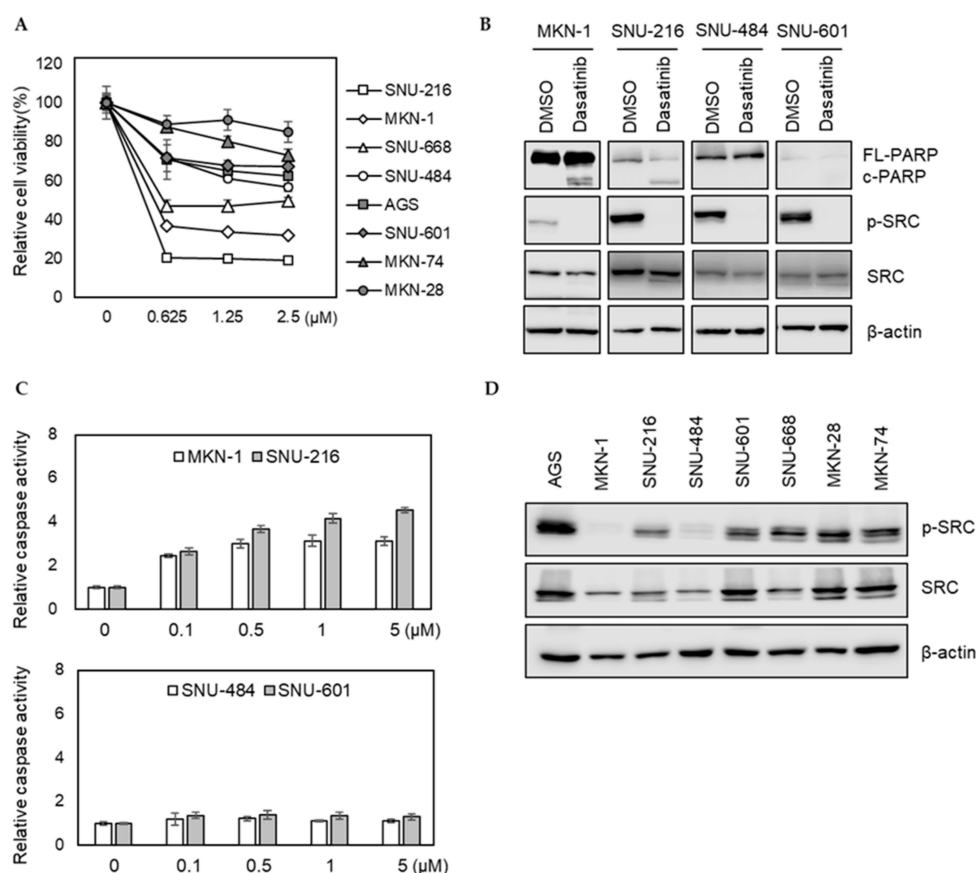 A
Relative cell viability(%)
120
100
80
60
40
20
0
0 0.625 1.25 2.5 (μM)
SNU-216
MKN-1
SNU-668
SNU-484
AGS
SNU-601
MKN-74
MKN-28
B
MKN-1 SNU-216 SNU-484 SNU-601
DMSO Dasatinib DMSO Dasatinib DMSO Dasatinib DMSO Dasatinib
FL-PARP
c-PARP
p-SRC
SRC
β-actin
C
Relative caspase activity
8
6
4
2
0
MKN-1 SNU-216
0 0.1 0.5 1 5 (μM)
Relative caspase activity
8
6
4
2
0
SNU-484 SNU-601
0 0.1 0.5 1 5 (μM)
D
AGS MKN-1 SNU-216 SNU-484 SNU-601 SNU-668 MKN-28 MKN-74
p-SRC
SRC
β-actin